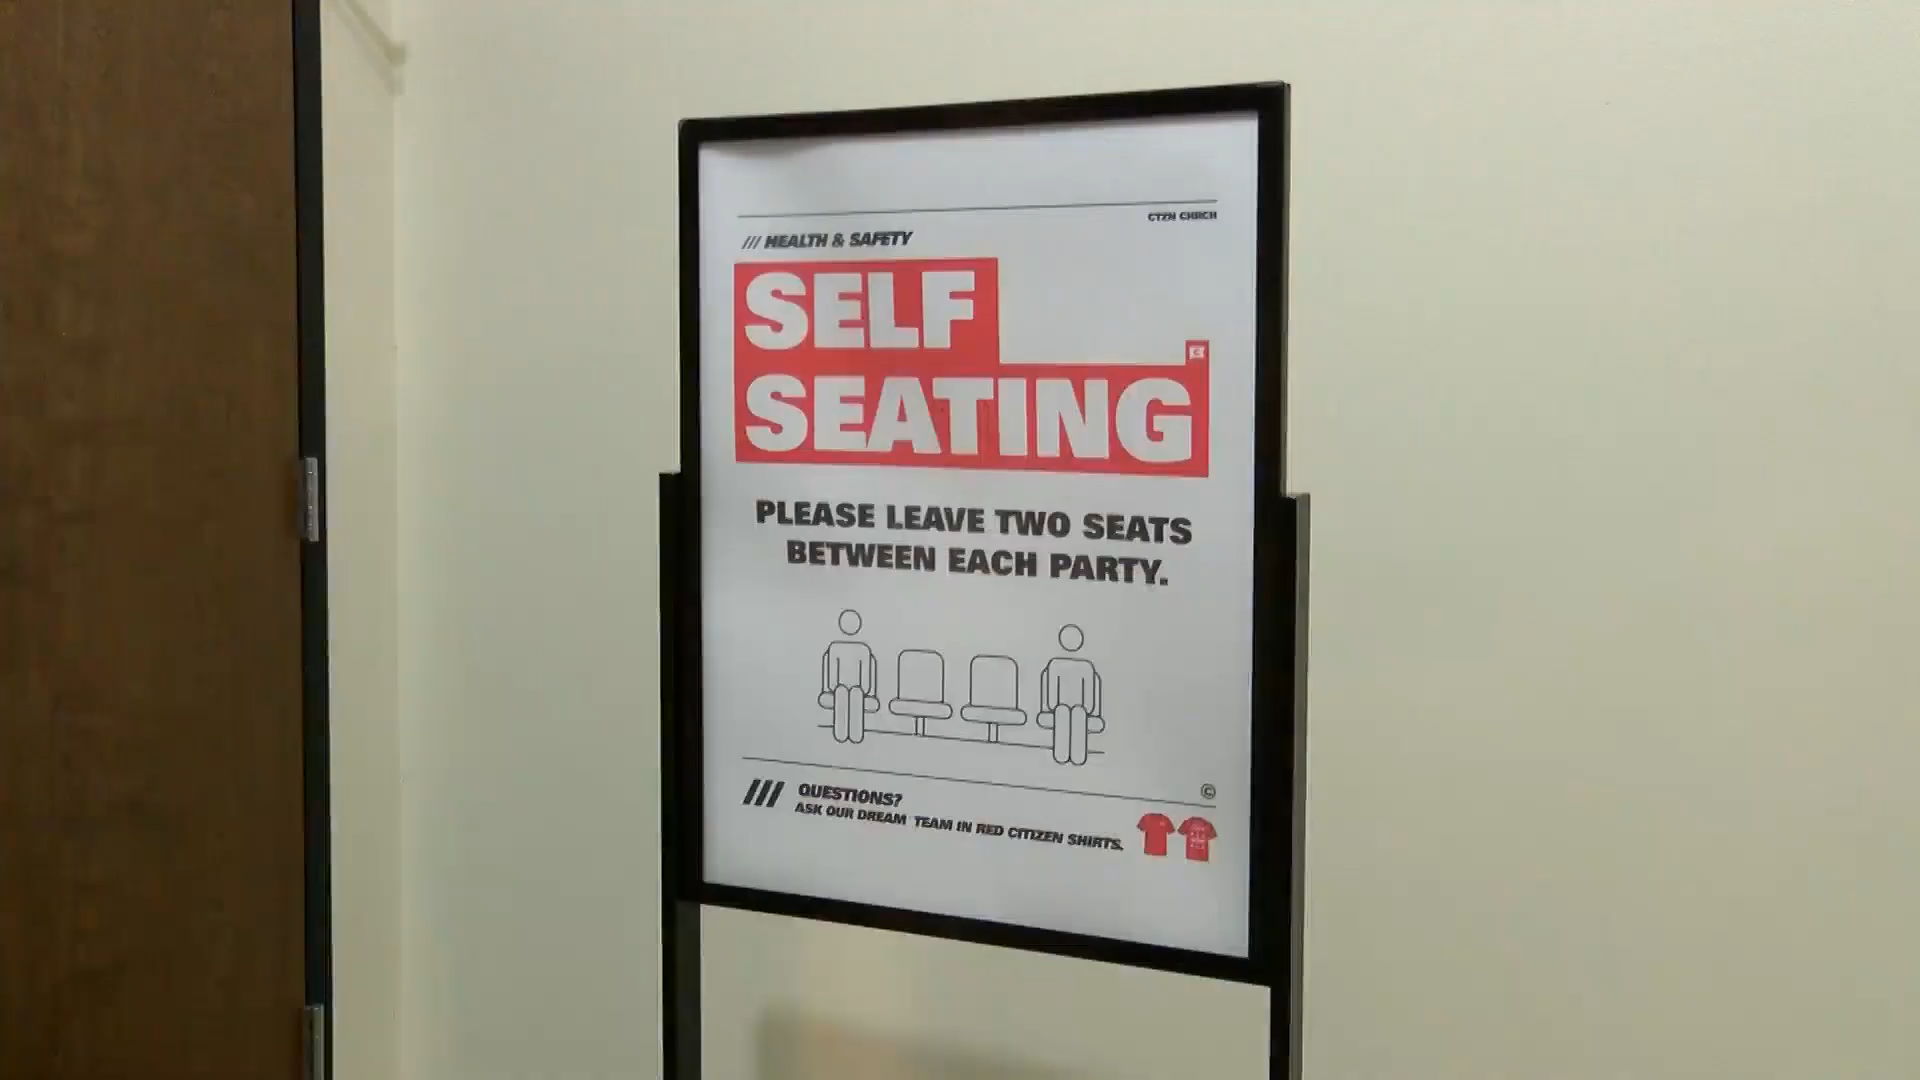 CTZN CHRCH
/// HEALTH & SAFETY
SELF
SEATING
PLEASE LEAVE TWO SEATS
BETWEEN EACH PARTY.
©
/// QUESTIONS?
ASK OUR DREAM TEAM IN RED CITIZEN SHIRTS.